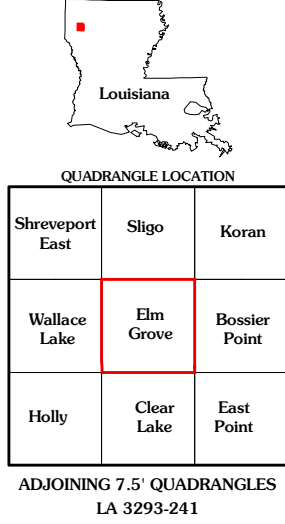 Louisiana
QUADRANGLE LOCATION
Shreveport
East
Sligo
Koran
Wallace
Lake
Elm
Grove
Bossier
Point
Holly
Clear
Lake
East
Point
ADJOINING 7.5' QUADRANGLES
LA 3293-241